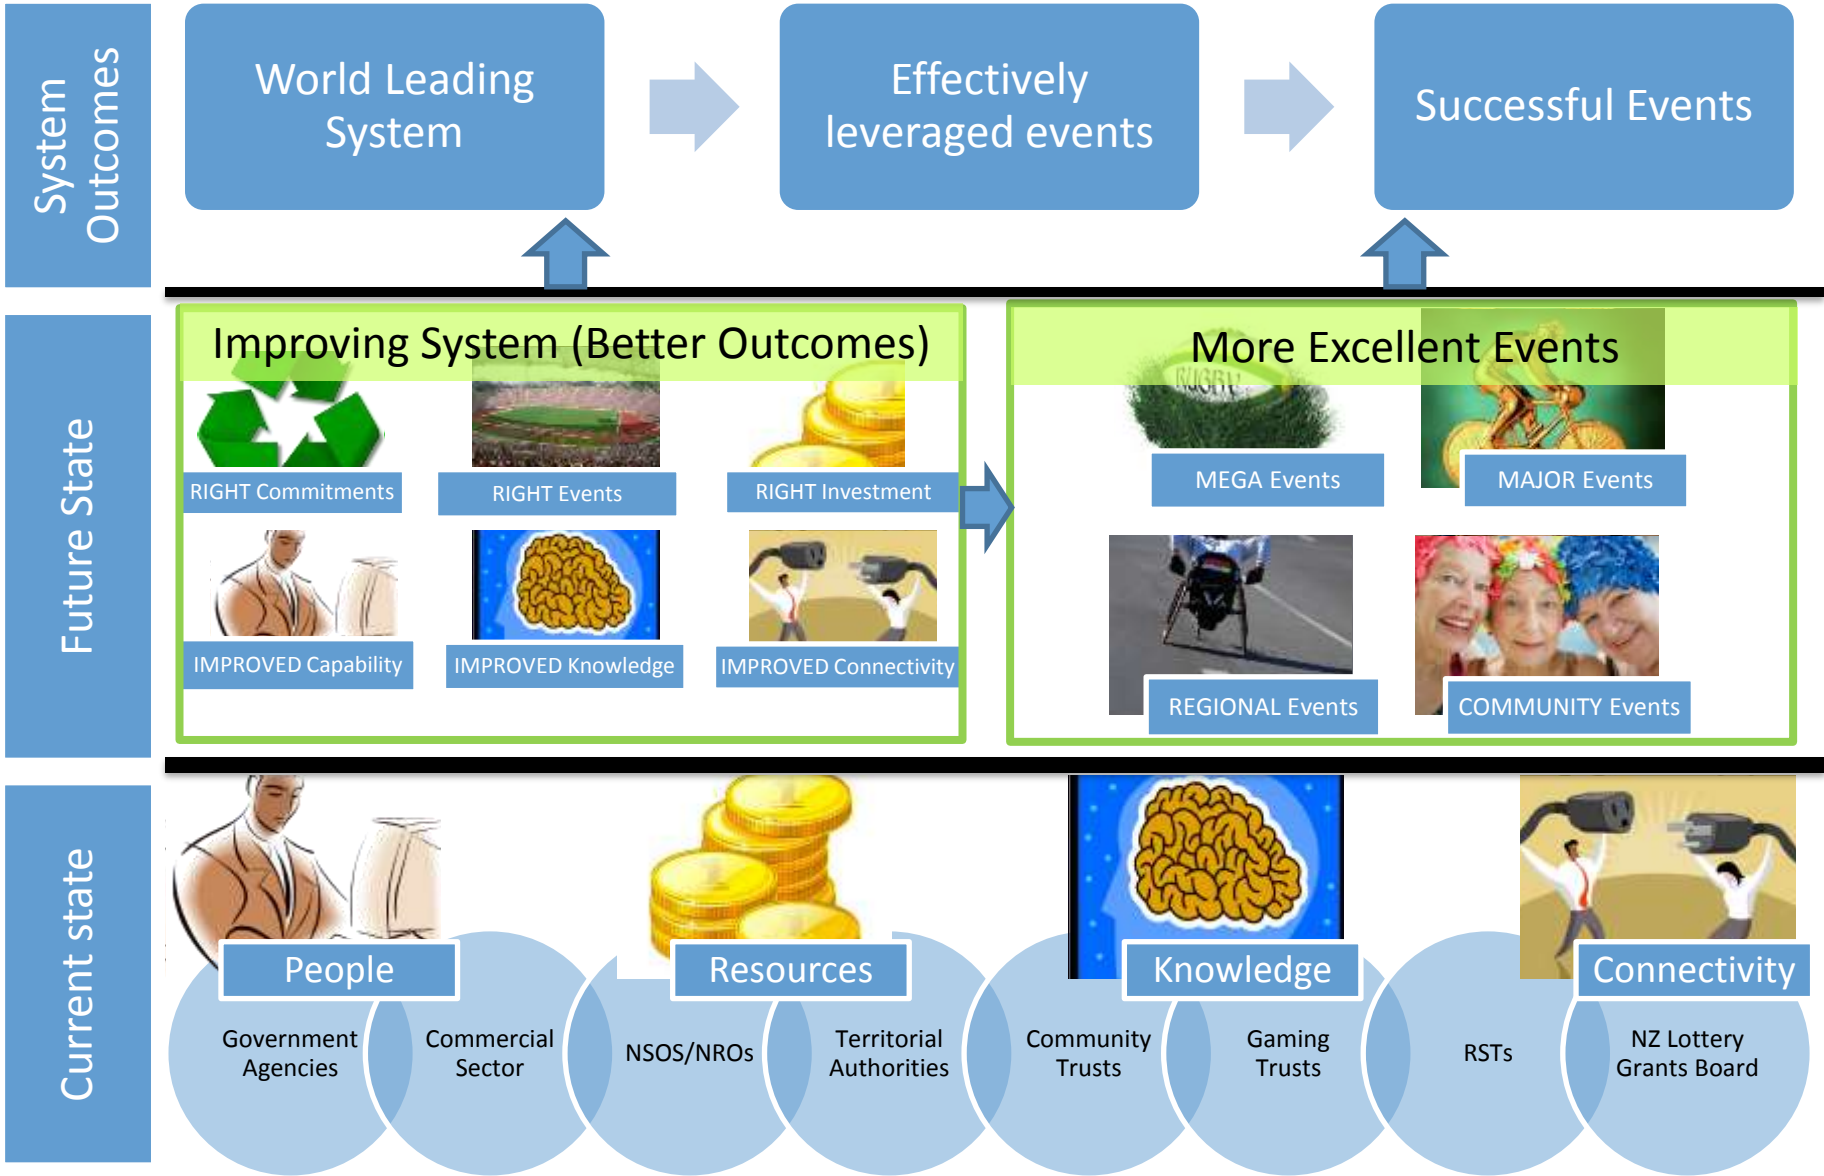 System
Outcomes
World Leading
System
Effectively
leveraged events
Successful Events
Future State
Improving System (Better Outcomes)
RIGHT Commitments
RIGHT Events
RIGHT Investment
IMPROVED Capability
IMPROVED Knowledge
IMPROVED Connectivity
More Excellent Events
RUGBY
MEGA Events
MAJOR Events
REGIONAL Events
COMMUNITY Events
Current state
People
Resources
Knowledge
Connectivity
Government
Agencies
Commercial
Sector
NSOS/NROs
Territorial
Authorities
Community
Trusts
Gaming
Trusts
RSTs
NZ Lottery
Grants Board